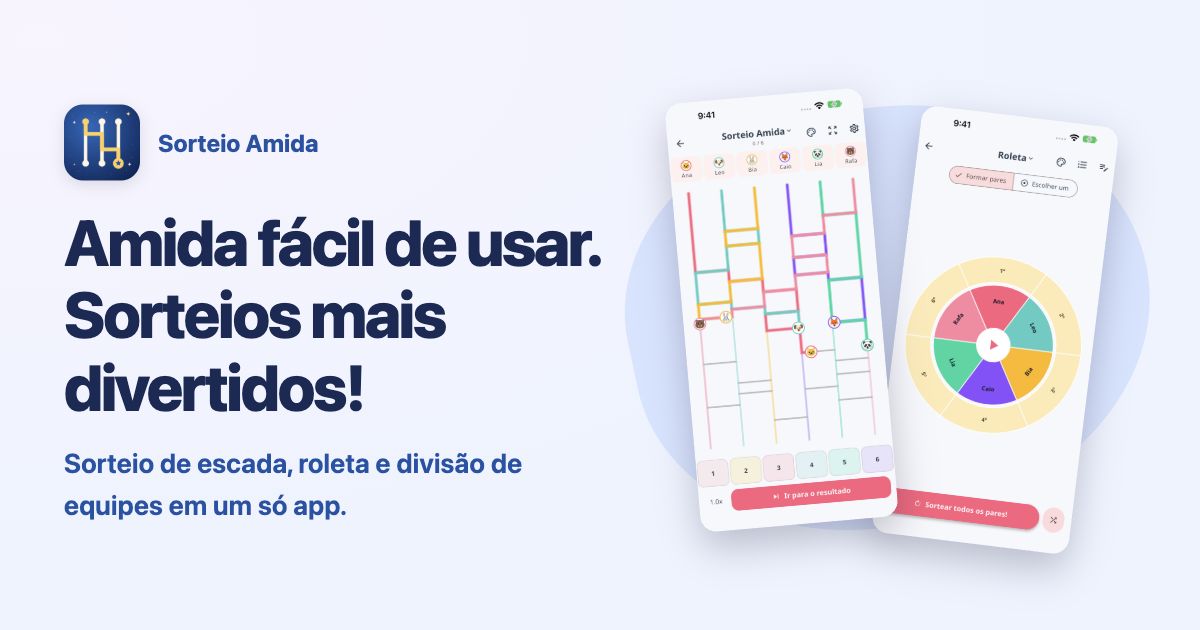 Sorteio Amida
Amida fácil de usar.
Sorteios mais
divertidos!
Sorteio de escada, roleta e divisão de
equipes em um só app.
9:41
Sorteio Amida
6 / 6
Ana Leo Bia Caio Lia Rafa
1 2 3 4 5 6
1.0x Ir para o resultado
9:41
Roleta
Formar pares Escolher um
1º
2º
3º
4º
5º
6º
Ana
Leo
Bia
Caio
Lia
Rafa
Sortear todos os pares!